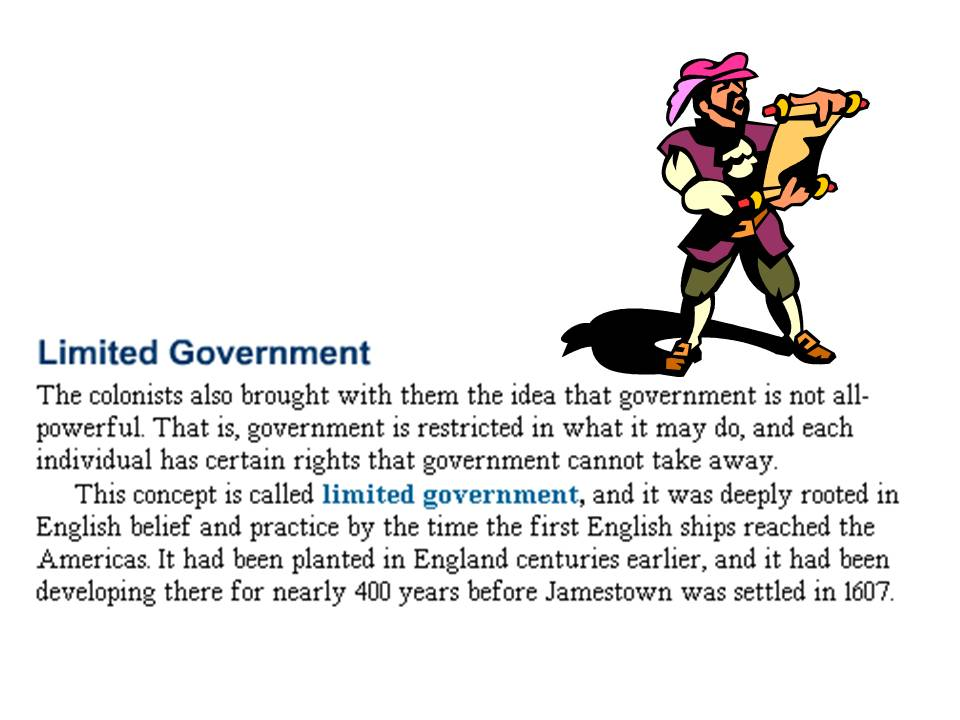 Limited Government
The colonists also brought with them the idea that government is not all-
powerful. That is, government is restricted in what it may do, and each
individual has certain rights that government cannot take away.
This concept is called limited government, and it was deeply rooted in
English belief and practice by the time the first English ships reached the
Americas. It had been planted in England centuries earlier, and it had been
developing there for nearly 400 years before Jamestown was settled in 1607.